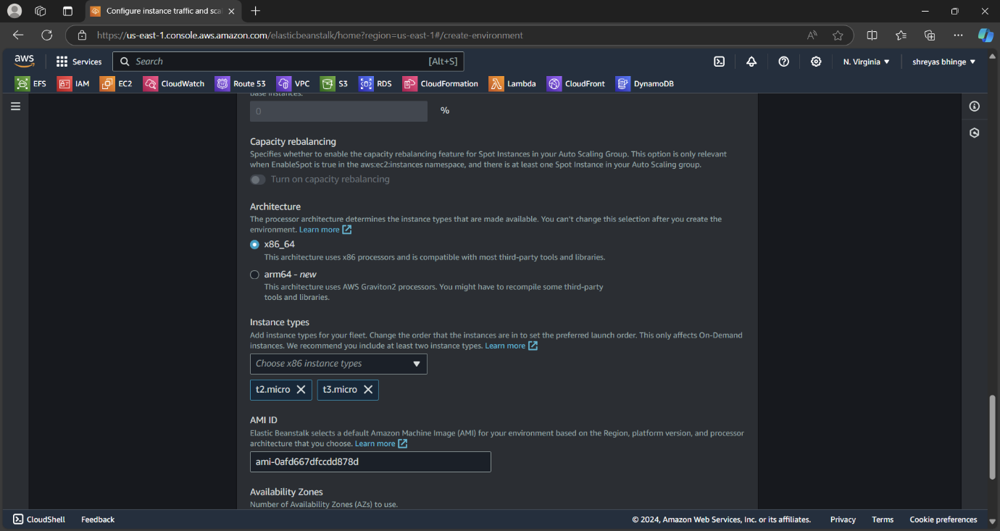 Configure instance traffic and sca
https://us-east-1.console.aws.amazon.com/elasticbeanstalk/home?region=us-east-1#/create-environment
aws
Services
Search
[Alt+S]
N. Virginia
shreyas bhinge
EFS
IAM
EC2
CloudWatch
Route 53
VPC
S3
RDS
CloudFormation
Lambda
CloudFront
DynamoDB
base instances.
0
%
Capacity rebalancing
Specifies whether to enable the capacity rebalancing feature for Spot Instances in your Auto Scaling Group. This option is only relevant
when EnableSpot is true in the aws:ec2:instances namespace, and there is at least one Spot Instance in your Auto Scaling group.
Turn on capacity rebalancing
Architecture
The processor architecture determines the instance types that are made available. You can't change this selection after you create the
environment. Learn more
x86_64
This architecture uses x86 processors and is compatible with most third-party tools and libraries.
arm64 - new
This architecture uses AWS Graviton2 processors. You might have to recompile some third-party
tools and libraries.
Instance types
Add instance types for your fleet. Change the order that the instances are in to set the preferred launch order. This only affects On-Demand
instances. We recommend you include at least two instance types. Learn more
Choose x86 instance types
t2.micro
t3.micro
AMI ID
Elastic Beanstalk selects a default Amazon Machine Image (AMI) for your environment based on the Region, platform version, and processor
architecture that you choose. Learn more
ami-0afd667dfccdd878d
Availability Zones
Number of Availability Zones (AZs) to use.
CloudShell
Feedback
© 2024, Amazon Web Services, Inc. or its affiliates.
Privacy
Terms
Cookie preferences